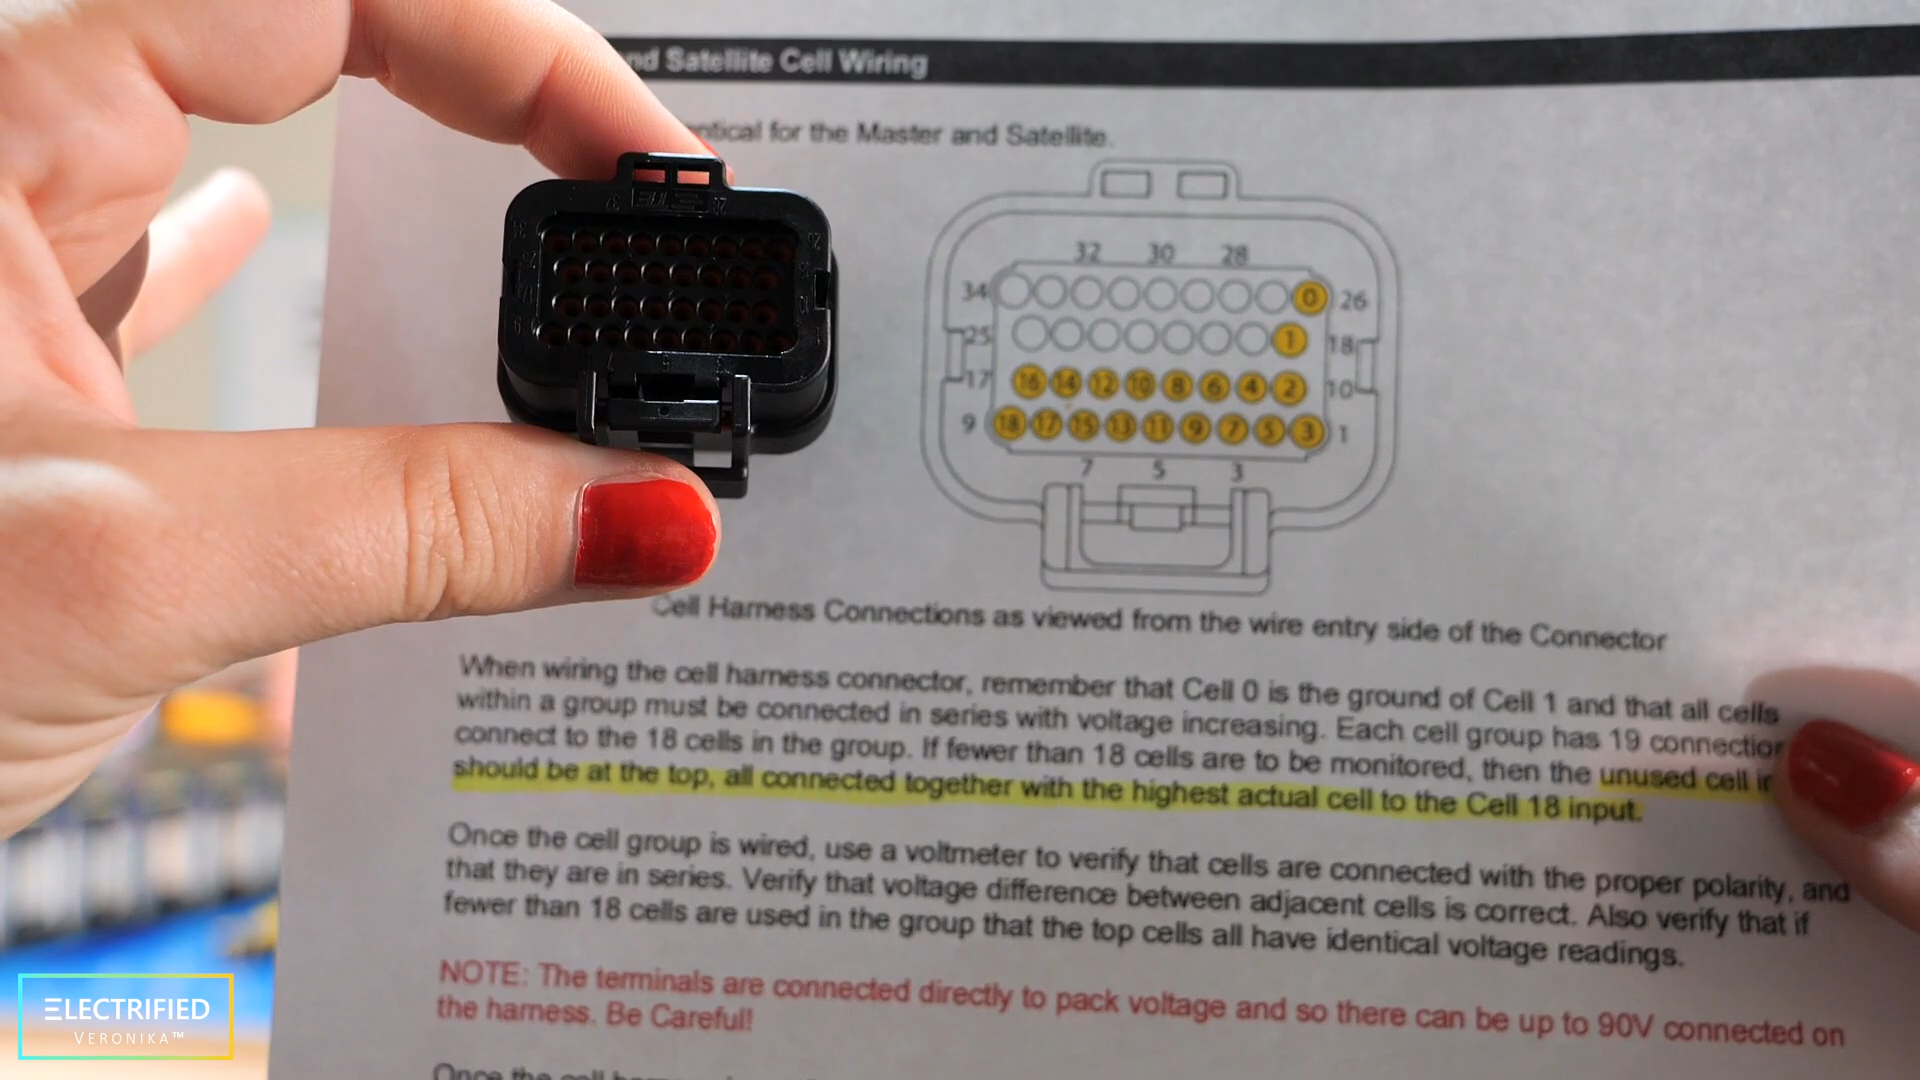 nd Satellite Cell Wiring
ntical for the Master and Satellite.
32 30 28
34 0 26
25 1 18
17 16 14 12 10 8 6 4 2 10
9 18 17 15 13 11 9 7 5 3 1
7 5 3
Cell Harness Connections as viewed from the wire entry side of the Connector
When wiring the cell harness connector, remember that Cell 0 is the ground of Cell 1 and that all cells
within a group must be connected in series with voltage increasing. Each cell group has 19 connection
connect to the 18 cells in the group. If fewer than 18 cells are to be monitored, then the unused cell in
should be at the top, all connected together with the highest actual cell to the Cell 18 input.
Once the cell group is wired, use a voltmeter to verify that cells are connected with the proper polarity, and
that they are in series. Verify that voltage difference between adjacent cells is correct. Also verify that if
fewer than 18 cells are used in the group that the top cells all have identical voltage readings.
NOTE: The terminals are connected directly to pack voltage and so there can be up to 90V connected on
the harness. Be Careful!
Once the cell
ELECTRIFIED
VERONIKA™